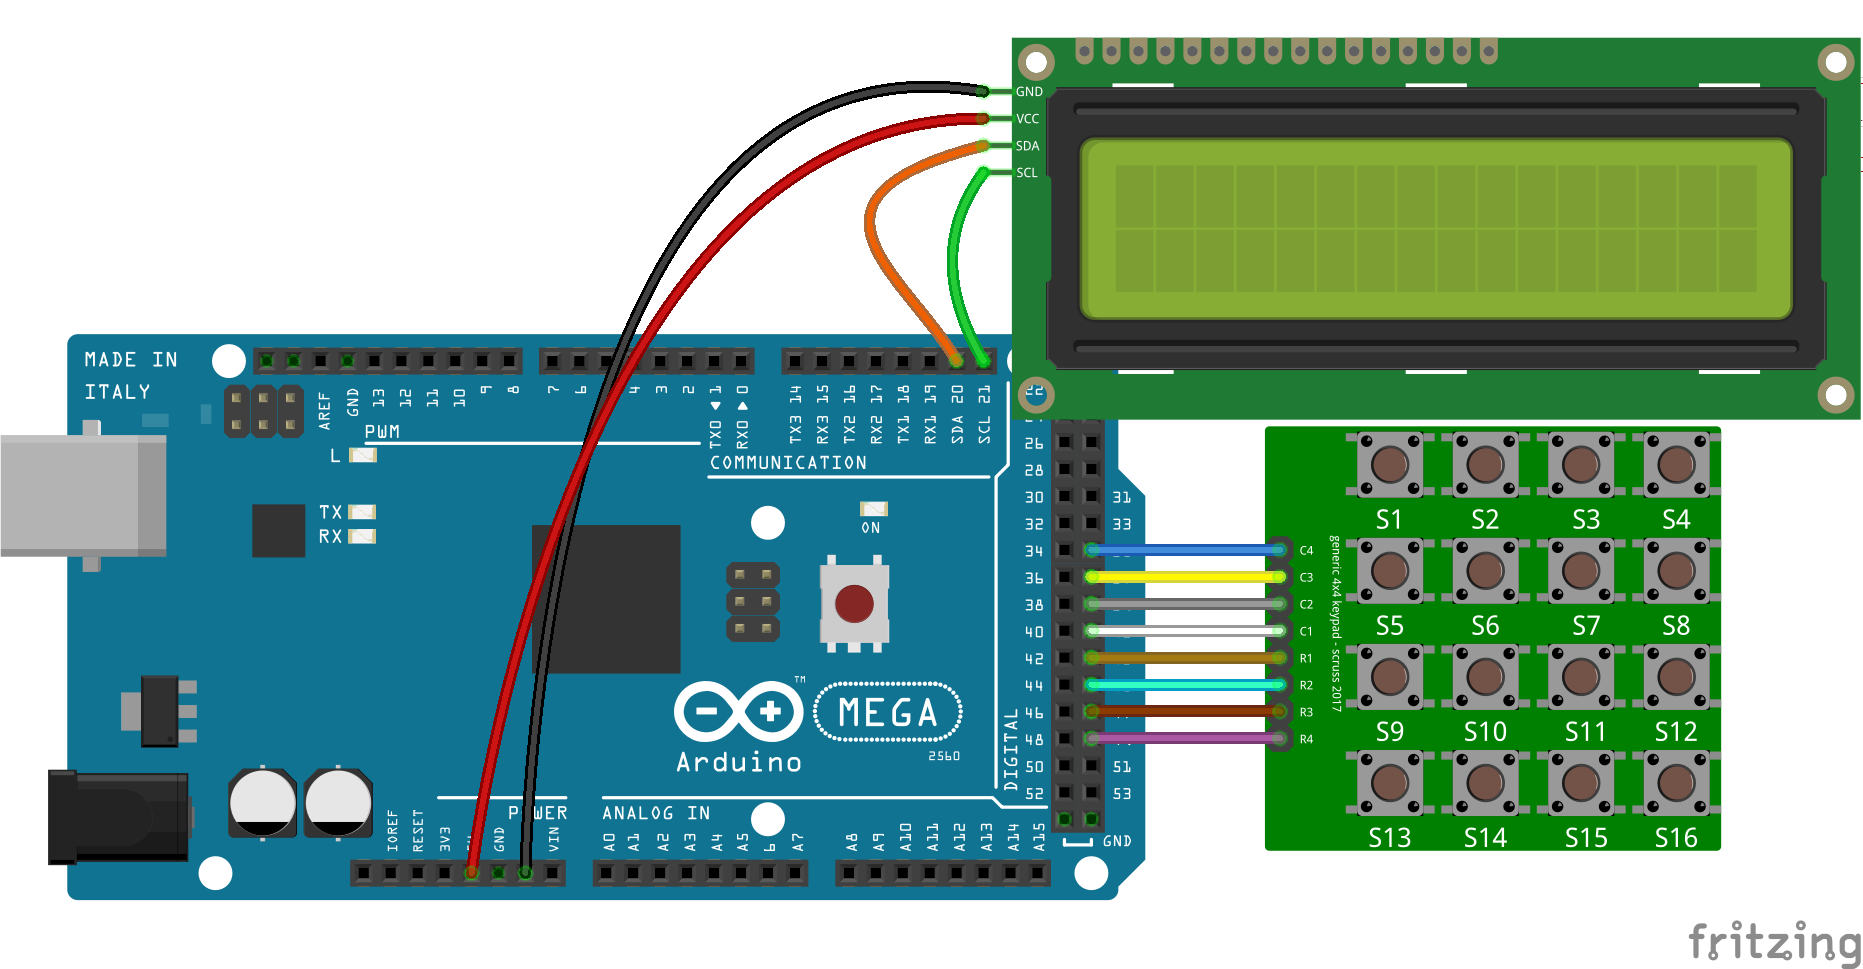 GND
VCC
SDA
SCL
MADE IN
ITALY
AREF
GND
13
12
11
10
9
8
7
6
4
3
2
TX0 1
RX0 0
TX3 14
RX3 15
TX2 16
RX2 17
TX1 18
RX1 19
SDA 20
SCL 21
PWM
COMMUNICATION
L
TX
RX
ON
22
26
28
30
31
32
33
34
36
38
40
42
44
46
48
50
51
52
53
GND
DIGITAL
MEGA
2560
TM
Arduino
POWER
ANALOG IN
IOREF
RESET
3V3
GND
VIN
A0
A1
A2
A3
A4
A5
A7
A8
A9
A10
A11
A12
A13
A14
A15
C4
C3
C2
C1
R1
R2
R3
R4
generic 4x4 keypad - scruss 2017
S1 S2 S3 S4
S5 S6 S7 S8
S9 S10 S11 S12
S13 S14 S15 S16
fritzing